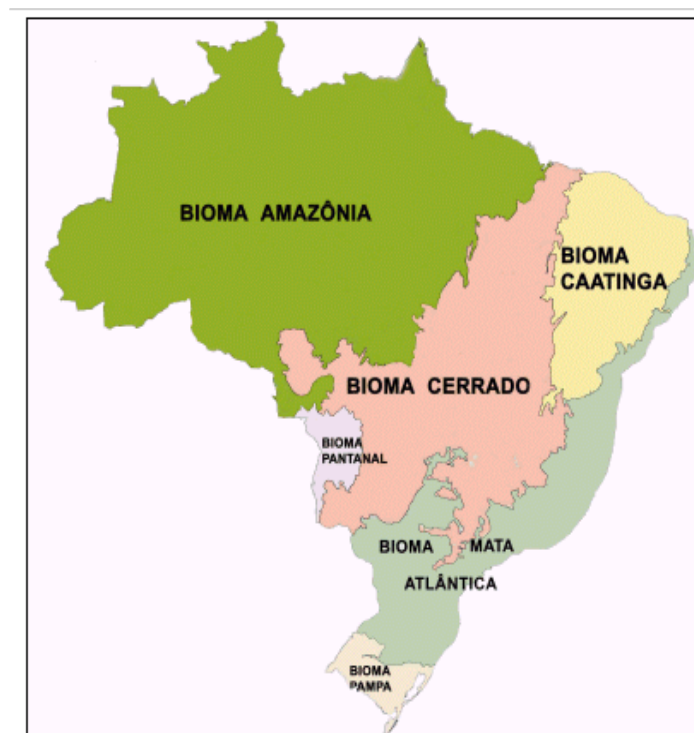 BIOMA AMAZÔNIA
BIOMA
CAATINGA
BIOMA CERRADO
BIOMA
PANTANAL
BIOMA MATA
ATLÂNTICA
BIOMA
PAMPA